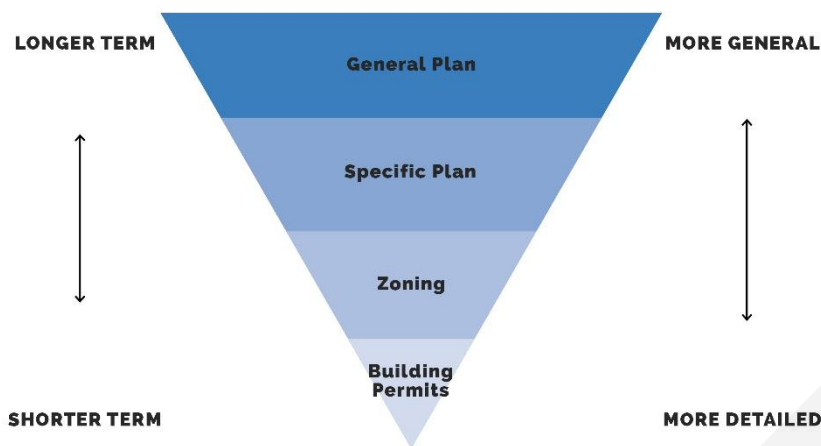 LONGER TERM
MORE GENERAL
General Plan
Specific Plan
Zoning
Building
Permits
SHORTER TERM
MORE DETAILED